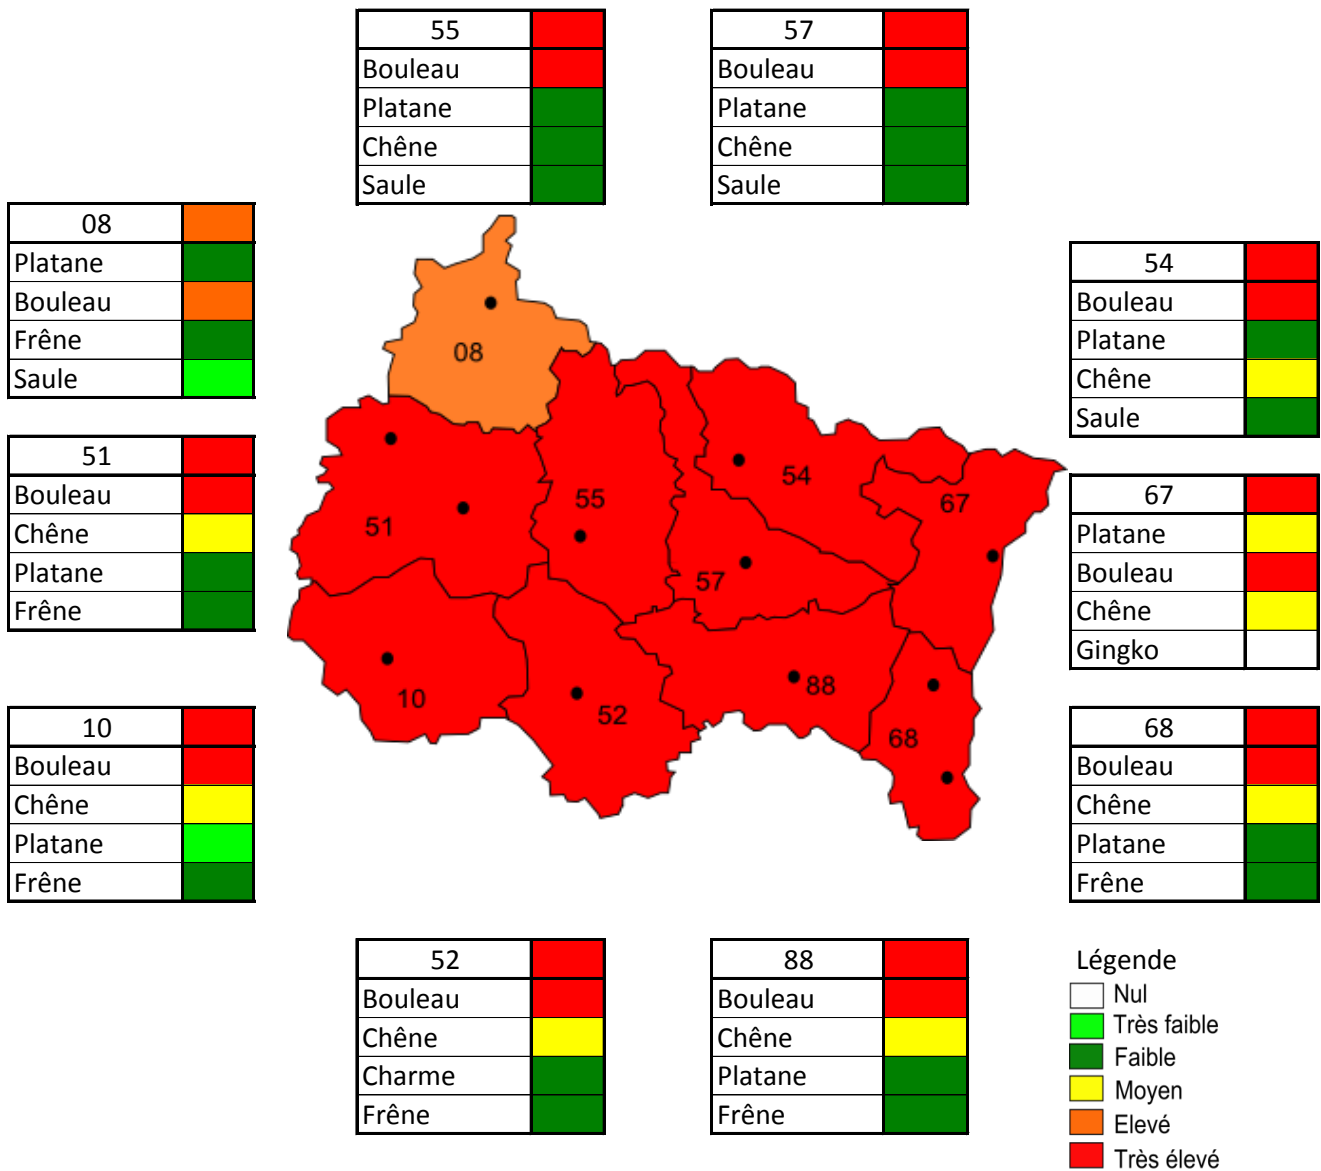 55
Bouleau
Platane
Chêne
Saule
57
Bouleau
Platane
Chêne
Saule
08
Platane
Bouleau
Frêne
Saule
51
Bouleau
Chêne
Platane
Frêne
10
Bouleau
Chêne
Platane
Frêne
08
51
55
54
67
57
10
52
88
68
54
Bouleau
Platane
Chêne
Saule
67
Platane
Bouleau
Chêne
Gingko
68
Bouleau
Chêne
Platane
Frêne
52
Bouleau
Chêne
Charme
Frêne
88
Bouleau
Chêne
Platane
Frêne
Légende
Nul
Très faible
Faible
Moyen
Elevé
Très élevé